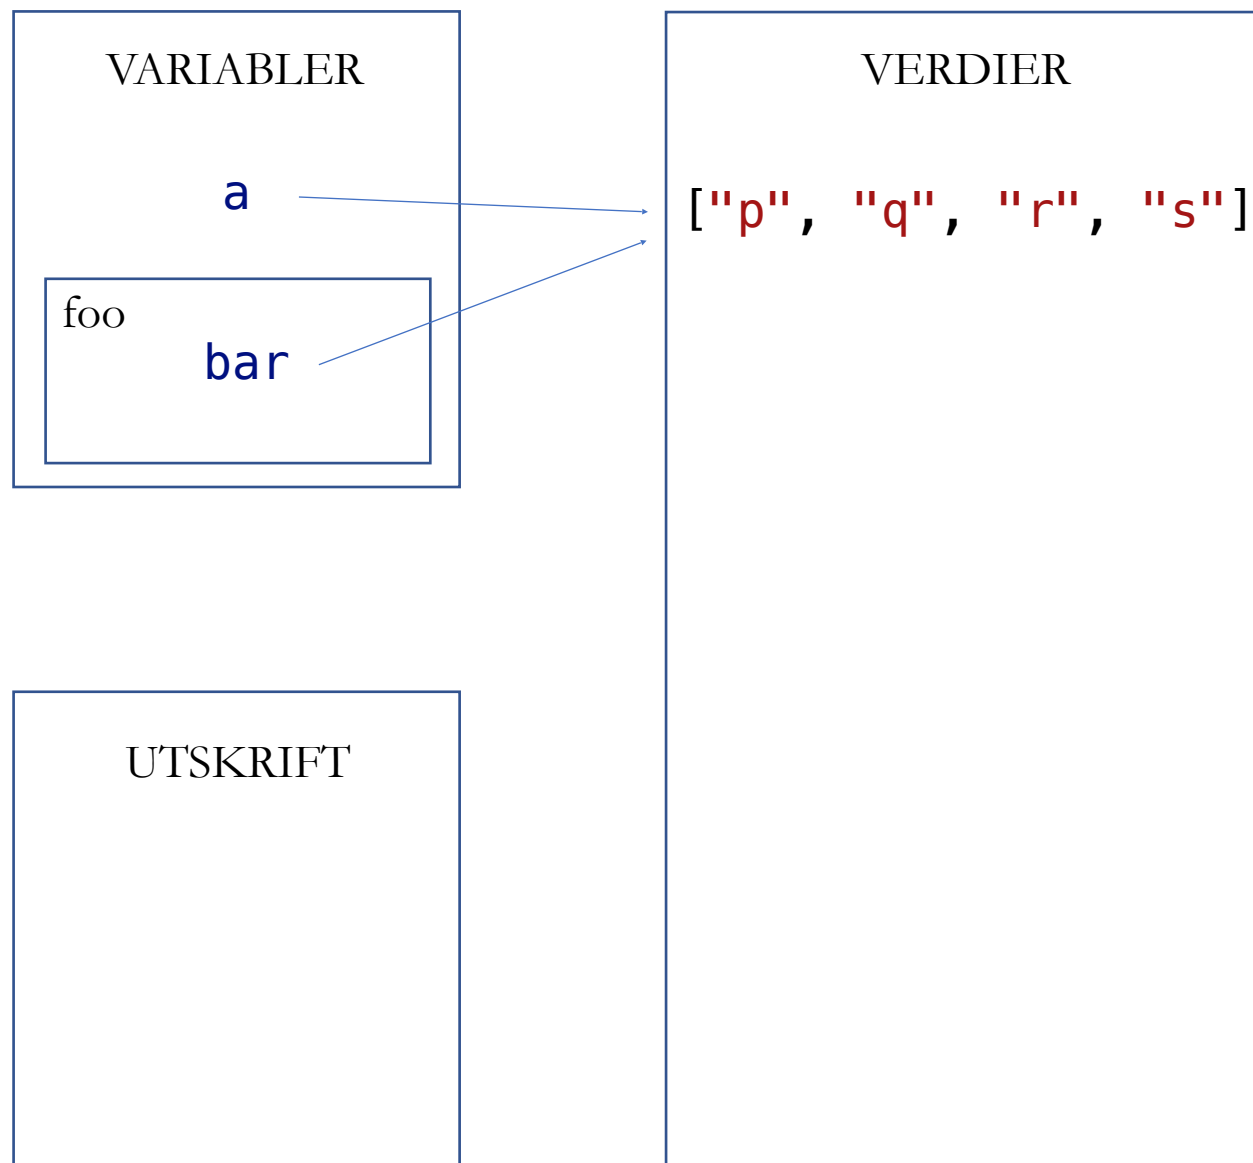 VARIABLER
a
foo
bar
VERDIER
["p", "q", "r", "s"]
UTSKRIFT